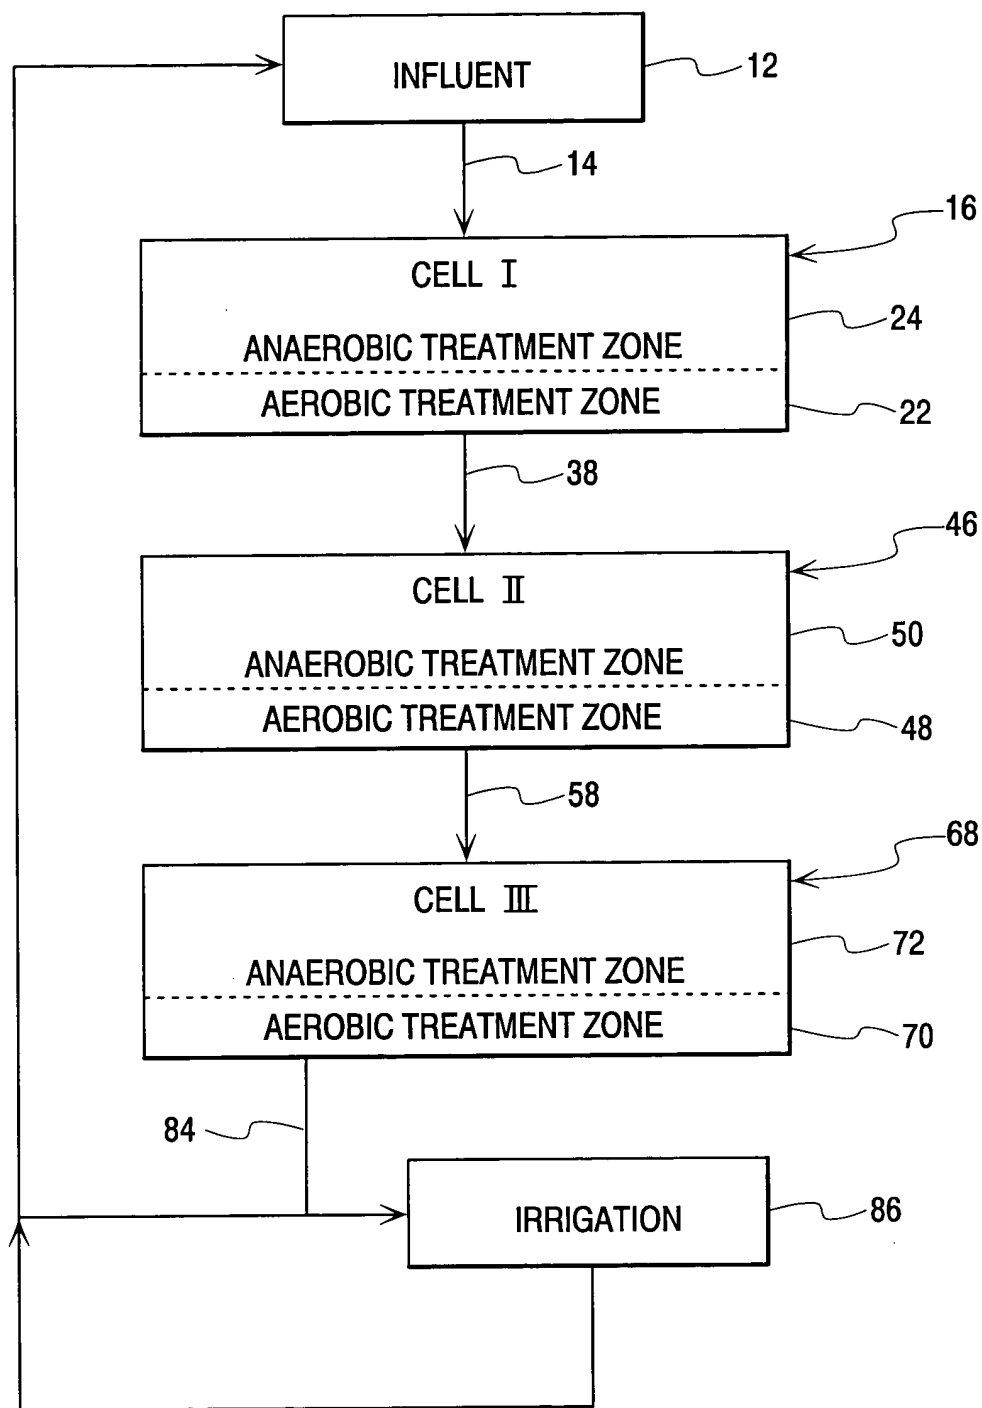 INFLUENT
12
14
16
CELL I
24
ANAEROBIC TREATMENT ZONE
AEROBIC TREATMENT ZONE
22
38
46
CELL II
50
ANAEROBIC TREATMENT ZONE
AEROBIC TREATMENT ZONE
48
58
68
CELL III
72
ANAEROBIC TREATMENT ZONE
AEROBIC TREATMENT ZONE
70
84
IRRIGATION
86